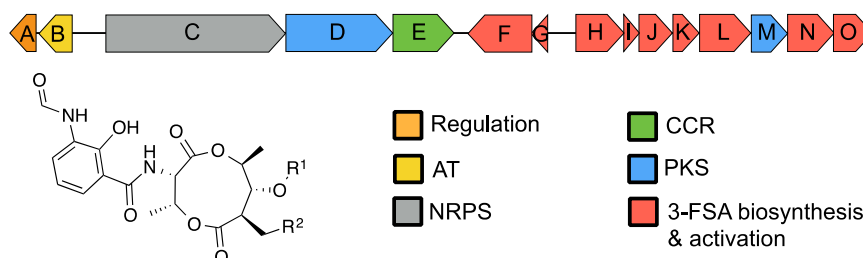 A B C D E F G H I J K L M N O
O
NH
OH
O
H
N
O
O
O
O
O
R¹
R²
Regulation
AT
NRPS
CCR
PKS
3-FSA biosynthesis
& activation